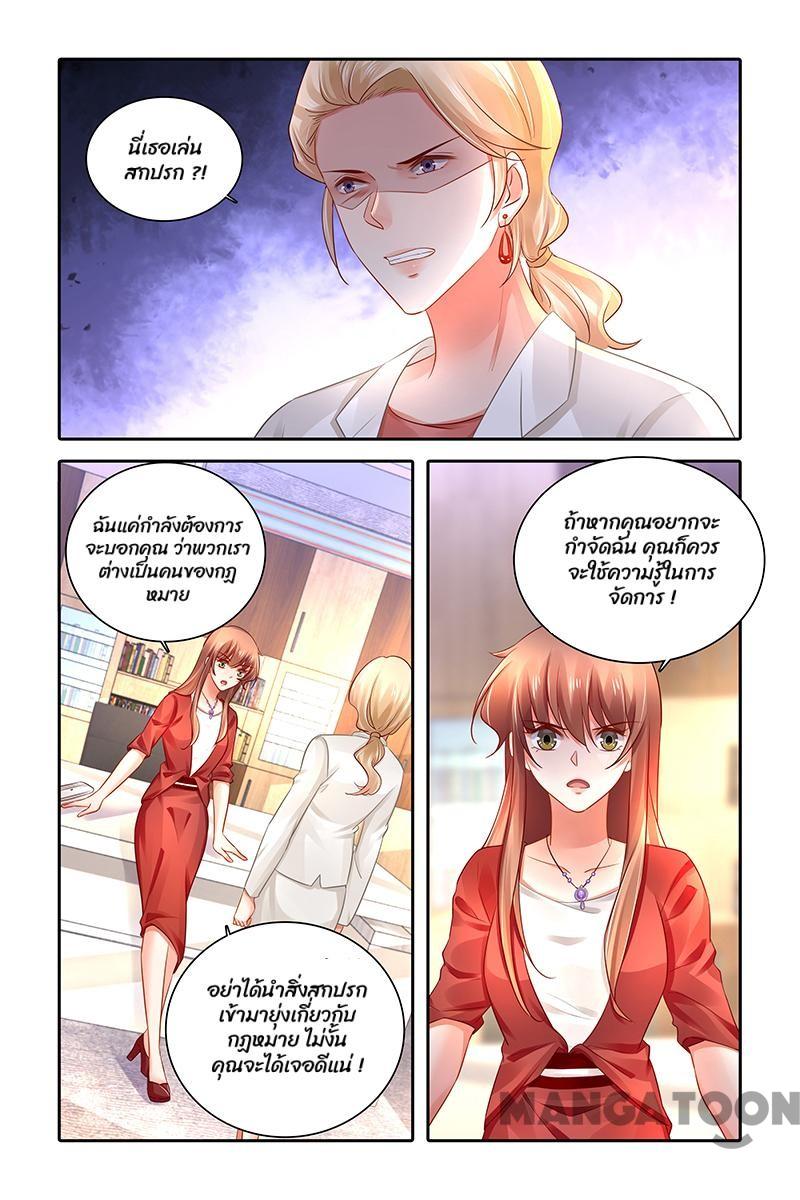 นี่เธอเล่น
สกปรก ?!
ฉันแค่กำลังต้องการ
จะบอกคุณ ว่าพวกเรา
ต่างเป็นคนของกฎ
หมาย
อย่าได้นำสิ่งสกปรก
เข้ามายุ่งเกี่ยวกับ
กฎหมาย ไม่งั้น
คุณจะได้เจอดีแน่ !
ถ้าหากคุณอยากจะ
กำจัดฉัน คุณก็ควร
จะใช้ความรู้ในการ
จัดการ !
MANGATOON